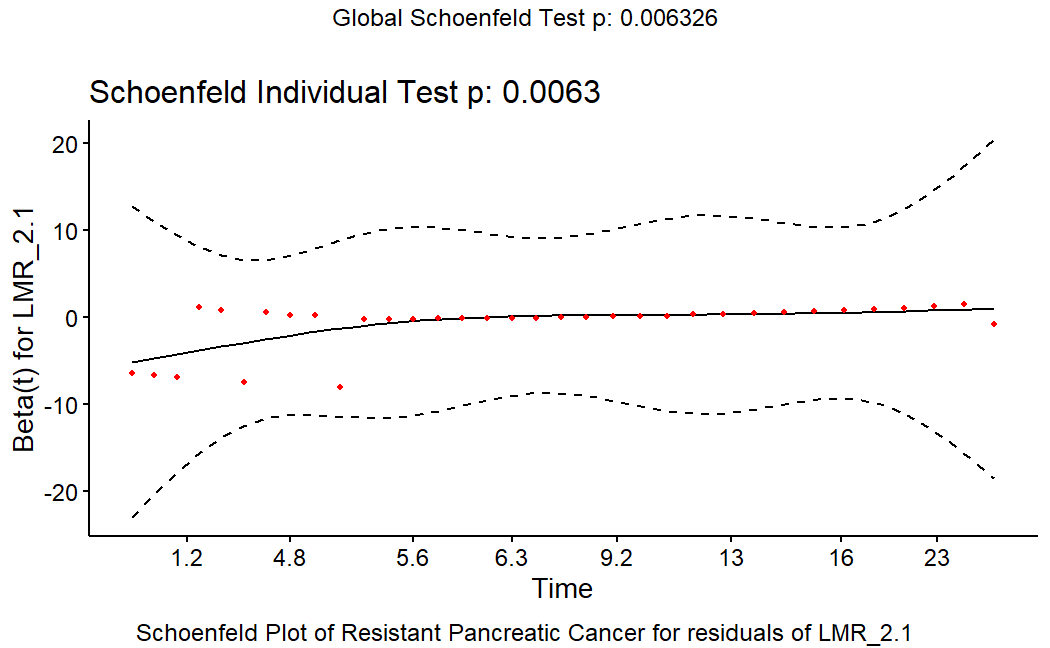 Global Schoenfeld Test p: 0.006326
Schoenfeld Individual Test p: 0.0063
20
10
0
-10
-20
Beta(t) for LMR_2.1
1.2 4.8 5.6 6.3 9.2 13 16 23
Time
Schoenfeld Plot of Resistant Pancreatic Cancer for residuals of LMR_2.1